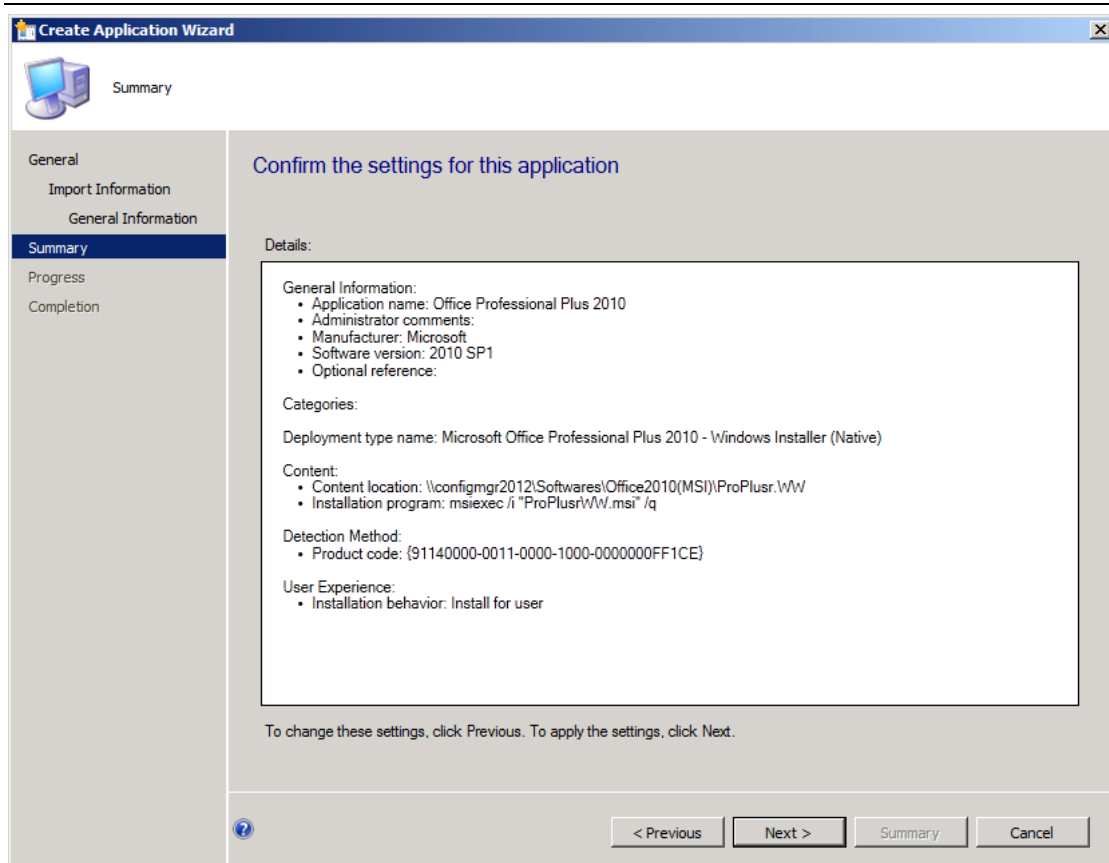 Create Application Wizard
Summary
General
Import Information
General Information
Summary
Progress
Completion
Confirm the settings for this application
Details:
General Information:
• Application name: Office Professional Plus 2010
• Administrator comments:
• Manufacturer: Microsoft
• Software version: 2010 SP1
• Optional reference:
Categories:
Deployment type name: Microsoft Office Professional Plus 2010 - Windows Installer (Native)
Content:
• Content location: \\configmgr2012\Softwares\Office2010(MSI)\ProPlusr.WW
• Installation program: msiexec /i "ProPlusrWW.msi" /q
Detection Method:
• Product code: {91140000-0011-0000-1000-0000000FF1CE}
User Experience:
• Installation behavior: Install for user
To change these settings, click Previous. To apply the settings, click Next.
< Previous
Next >
Summary
Cancel